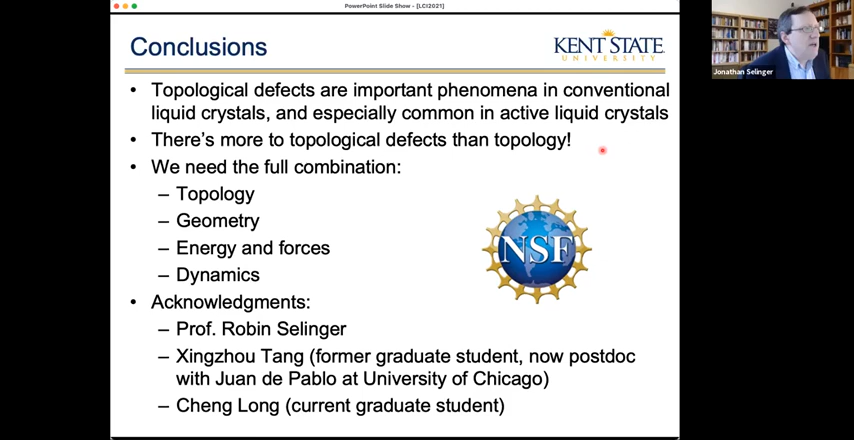 PowerPoint Slide Show - [LCI2021]
Conclusions
KENT STATE
UNIVERSITY
• Topological defects are important phenomena in conventional
liquid crystals, and especially common in active liquid crystals
• There's more to topological defects than topology!
• We need the full combination:
– Topology
– Geometry
– Energy and forces
– Dynamics
NSF
• Acknowledgments:
– Prof. Robin Selinger
– Xingzhou Tang (former graduate student, now postdoc
with Juan de Pablo at University of Chicago)
– Cheng Long (current graduate student)
Jonathan Selinger